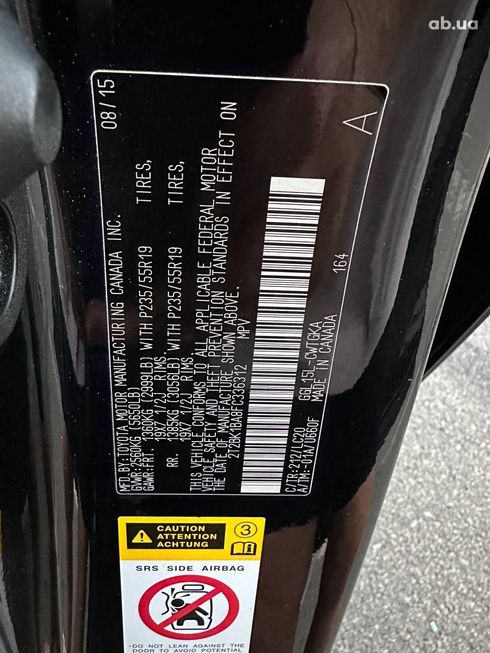 ab.ua
08/15
MFD.BY:TOYOTA MOTOR MANUFACTURING CANADA INC.
GVWR:2560KG (5650LB)
GAWR:FRT. 1360KG (2999LB) WITH P235/55R19 TIRES,
19X7 1/2J RIMS.
RR. 1385KG (3055LB) WITH P235/55R19 TIRES,
19X7 1/2J RIMS.
THIS VEHICLE CONFORMS TO ALL APPLICABLE FEDERAL MOTOR
VEHICLE SAFETY AND THEFT PREVENTION STANDARDS IN EFFECT ON
THE DATE OF MANUFACTURE SHOWN ABOVE.
2T2BK1BA8FC336312 MPV
C/TR:212/LC20 GGL15L-CWTGKA
A/TM:-01A/U660F MADE IN CANADA
164
A
CAUTION
ATTENTION
ACHTUNG
3
SRS SIDE AIRBAG
· DO NOT LEAN AGAINST THE
DOOR TO AVOID POTENTIAL